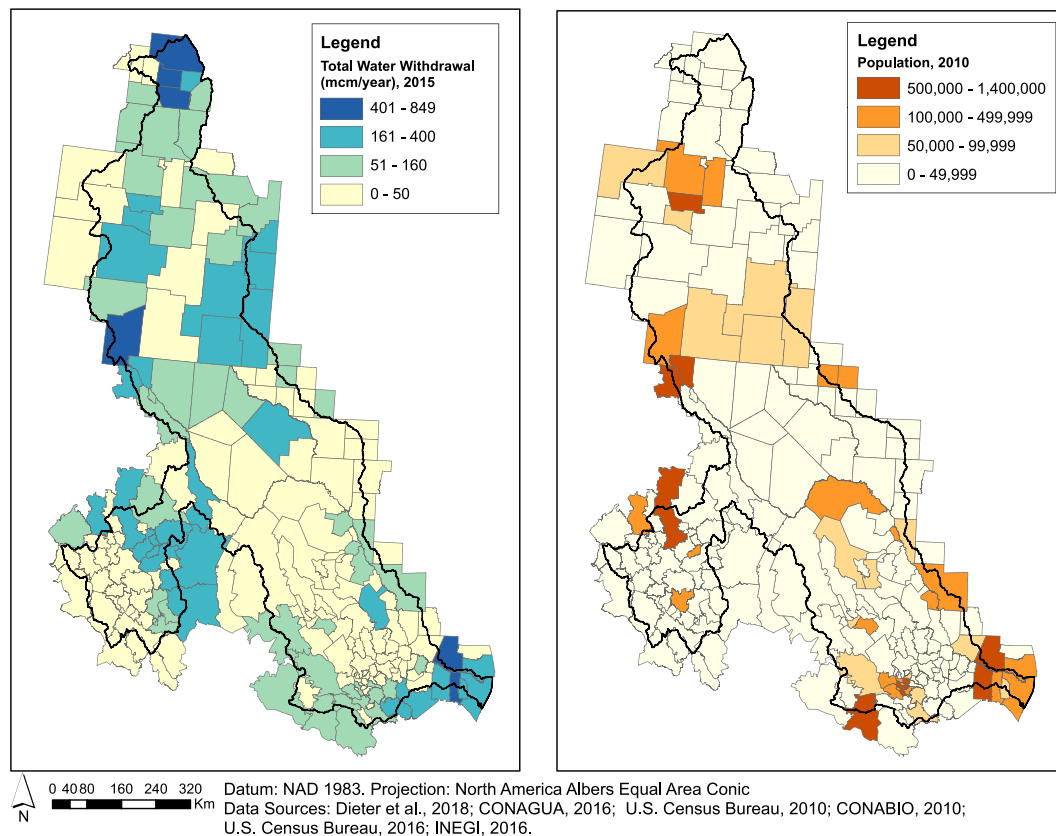 Legend
Total Water Withdrawal
(mcm/year), 2015
401 - 849
161 - 400
51 - 160
0 - 50
Legend
Population, 2010
500,000 - 1,400,000
100,000 - 499,999
50,000 - 99,999
0 - 49,999
N
0 40 80 160 240 320
Km
Datum: NAD 1983. Projection: North America Albers Equal Area Conic
Data Sources: Dieter et al., 2018; CONAGUA, 2016; U.S. Census Bureau, 2010; CONABIO, 2010;
U.S. Census Bureau, 2016; INEGI, 2016.